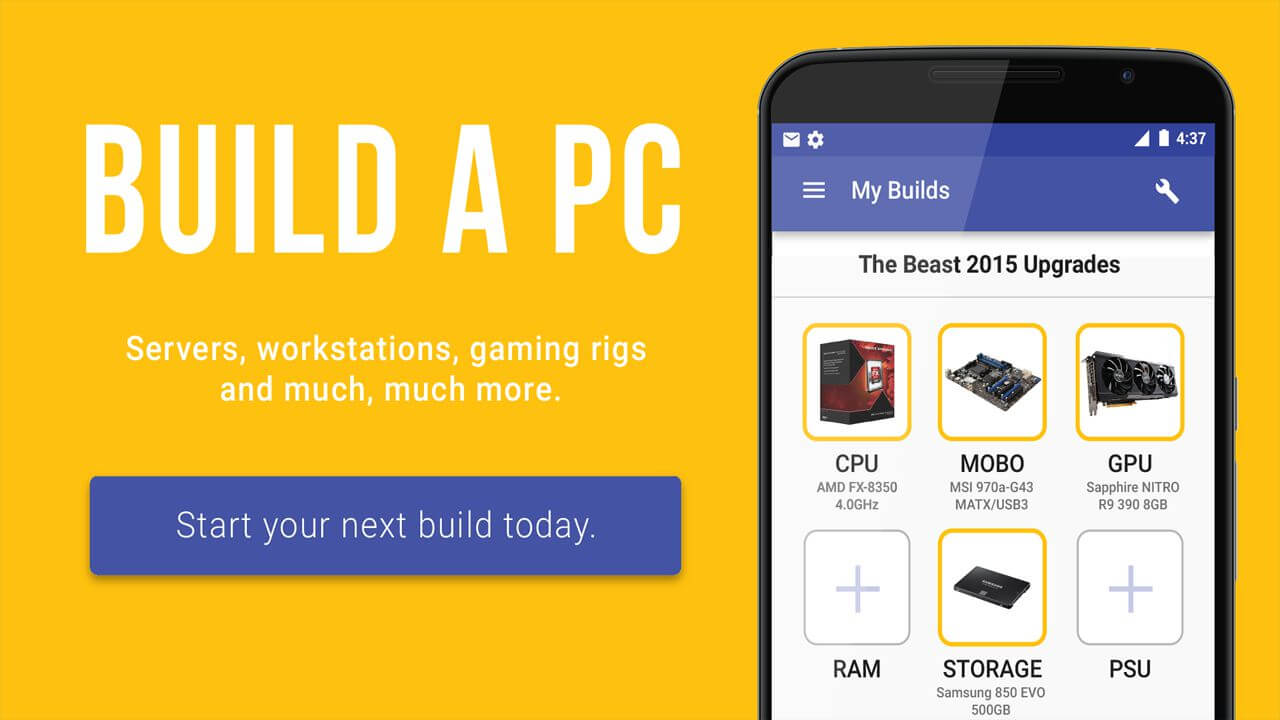 BUILD A PC
Servers, workstations, gaming rigs
and much, much more.
Start your next build today.
4:37
My Builds
The Beast 2015 Upgrades
CPU
AMD FX-8350
4.0GHz
MOBO
MSI 970a-G43
MATX/USB3
GPU
Sapphire NITRO
R9 390 8GB
RAM
SAMSUNG
STORAGE
Samsung 850 EVO
500GB
PSU